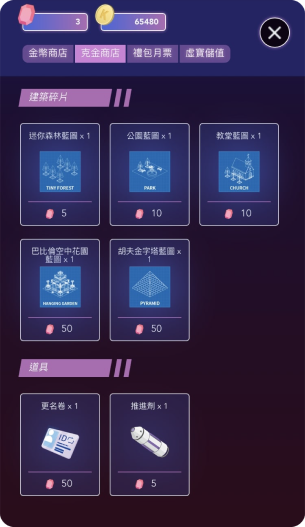 3
K
65480
金幣商店 克金商店 禮包月票 虛寶儲值
建築碎片
迷你森林藍圖 x 1
TINY FOREST
5
公園藍圖 x 1
PARK
10
教堂藍圖 x 1
CHURCH
10
巴比倫空中花園
藍圖 x 1
HANGING GARDEN
50
胡夫金字塔藍圖 x
1
PYRAMID
50
道具
更名卷 x 1
ID
50
推進劑 x 1
5